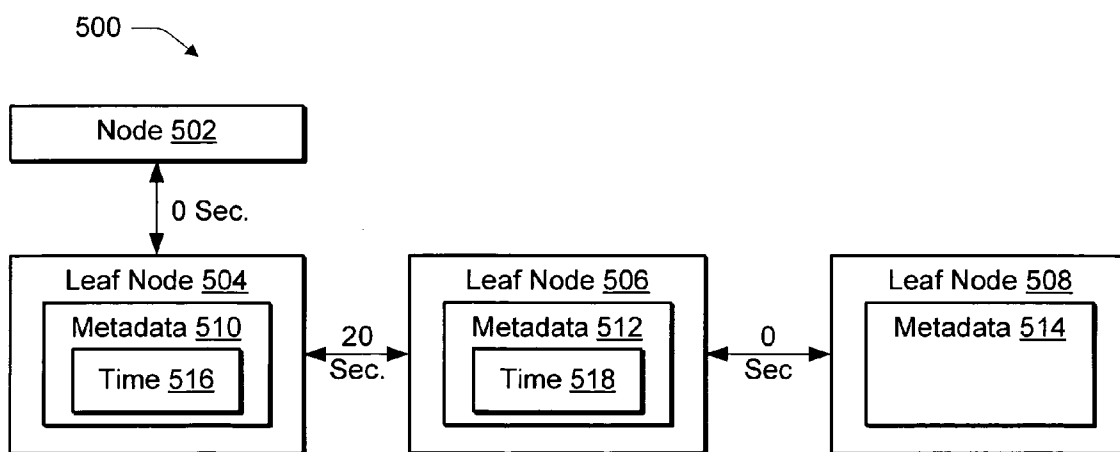 500
Node 502
0 Sec.
Leaf Node 504
Metadata 510
Time 516
20
Sec.
Leaf Node 506
Metadata 512
Time 518
0
Sec
Leaf Node 508
Metadata 514